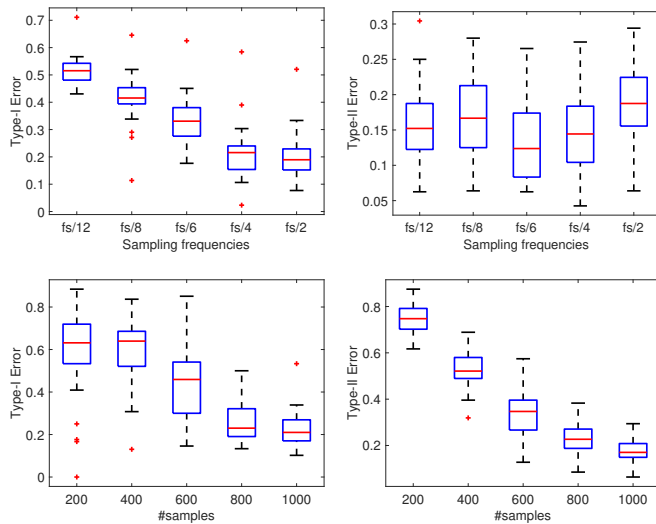 0.7
0.6
0.5
0.4
0.3
0.2
0.1
0
Type-I Error
fs/12 fs/8 fs/6 fs/4 fs/2
Sampling frequencies
0.3
0.25
0.2
0.15
0.1
0.05
Type-II Error
fs/12 fs/8 fs/6 fs/4 fs/2
Sampling frequencies
0.8
0.6
0.4
0.2
0
Type-I Error
200 400 600 800 1000
#samples
0.8
0.6
0.4
0.2
Type-II Error
200 400 600 800 1000
#samples